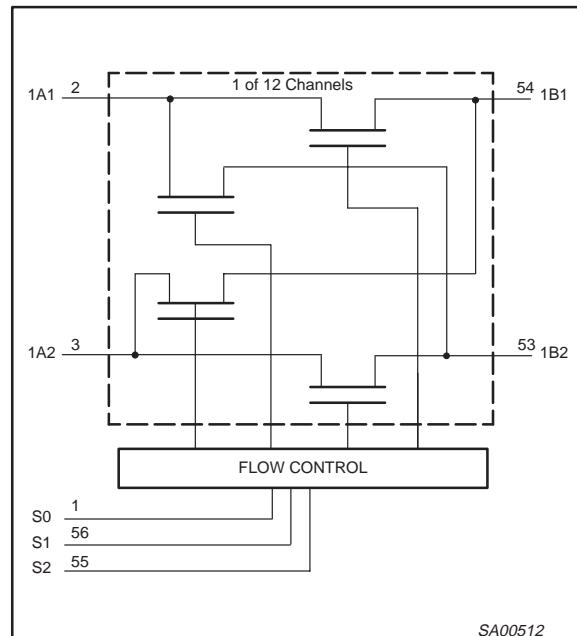 1 of 12 Channels
1A1 2 54 1B1
1A2 3 53 1B2
FLOW CONTROL
S0 1
S1 56
S2 55
SA00512